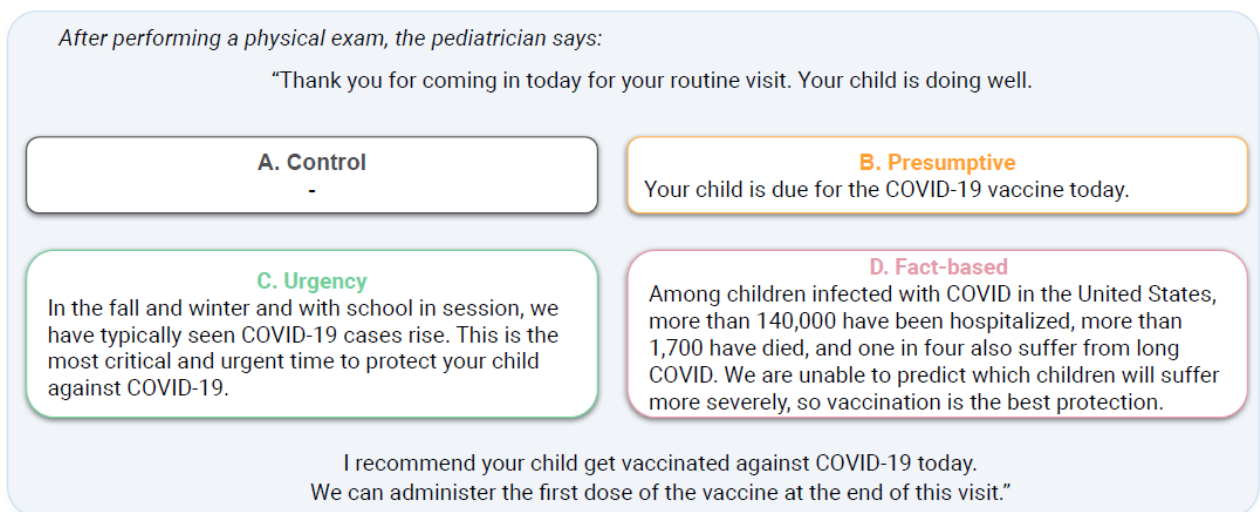 After performing a physical exam, the pediatrician says:
“Thank you for coming in today for your routine visit. Your child is doing well.
A. Control
-
B. Presumptive
Your child is due for the COVID-19 vaccine today.
C. Urgency
In the fall and winter and with school in session, we
have typically seen COVID-19 cases rise. This is the
most critical and urgent time to protect your child
against COVID-19.
D. Fact-based
Among children infected with COVID in the United States,
more than 140,000 have been hospitalized, more than
1,700 have died, and one in four also suffer from long
COVID. We are unable to predict which children will suffer
more severely, so vaccination is the best protection.
I recommend your child get vaccinated against COVID-19 today.
We can administer the first dose of the vaccine at the end of this visit.”